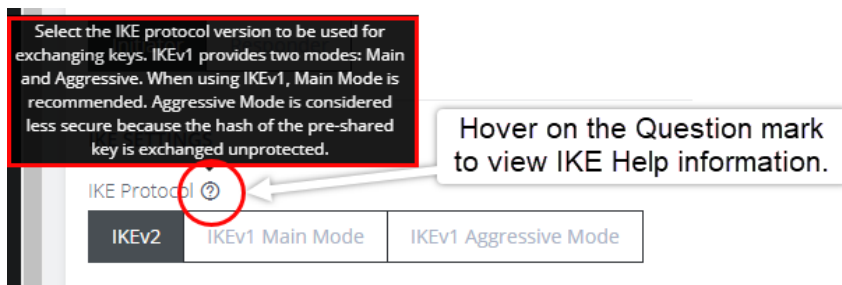 Select the IKE protocol version to be used for
exchanging keys. IKEv1 provides two modes: Main
and Aggressive. When using IKEv1, Main Mode is
recommended. Aggressive Mode is considered
less secure because the hash of the pre-shared
key is exchanged unprotected.
Hover on the Question mark
to view IKE Help information.
IKE Protocol
IKEv2
IKEv1 Main Mode
IKEv1 Aggressive Mode